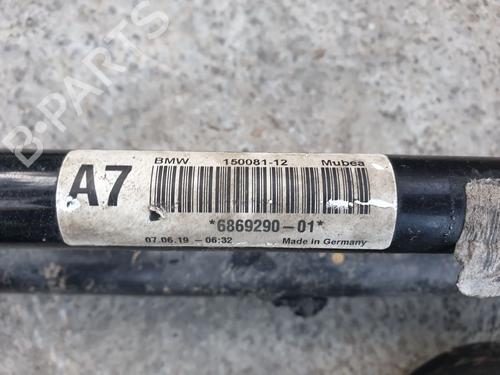 A7
BMW 150081-12 Mubea
*6869290-01*
07.06.19 - 06:32 Made in Germany
B-PARTS